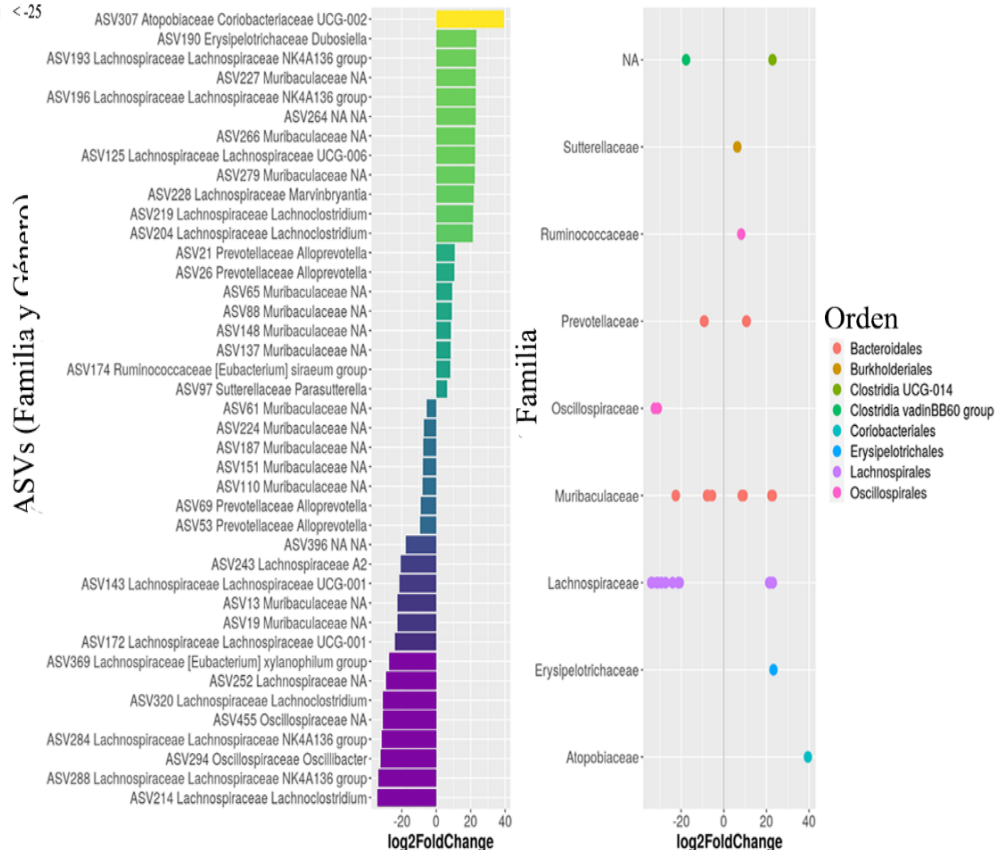 < -25
ASVs (Familia y Género)
ASV307 Atopobiaceae Coriobacteriaceae UCG-002
ASV190 Erysipelotrichaceae Dubosiella
ASV193 Lachnospiraceae Lachnospiraceae NK4A136 group
ASV227 Muribaculaceae NA
ASV196 Lachnospiraceae Lachnospiraceae NK4A136 group
ASV264 NA NA
ASV266 Muribaculaceae NA
ASV125 Lachnospiraceae Lachnospiraceae UCG-006
ASV279 Muribaculaceae NA
ASV228 Lachnospiraceae Marvinbryantia
ASV219 Lachnospiraceae Lachnoclostridium
ASV204 Lachnospiraceae Lachnoclostridium
ASV21 Prevotellaceae Alloprevotella
ASV26 Prevotellaceae Alloprevotella
ASV65 Muribaculaceae NA
ASV88 Muribaculaceae NA
ASV148 Muribaculaceae NA
ASV137 Muribaculaceae NA
ASV174 Ruminococcaceae [Eubacterium] siraeum group
ASV97 Sutterellaceae Parasutterella
ASV61 Muribaculaceae NA
ASV224 Muribaculaceae NA
ASV187 Muribaculaceae NA
ASV151 Muribaculaceae NA
ASV110 Muribaculaceae NA
ASV69 Prevotellaceae Alloprevotella
ASV53 Prevotellaceae Alloprevotella
ASV396 NA NA
ASV243 Lachnospiraceae A2
ASV143 Lachnospiraceae Lachnospiraceae UCG-001
ASV13 Muribaculaceae NA
ASV19 Muribaculaceae NA
ASV172 Lachnospiraceae Lachnospiraceae UCG-001
ASV369 Lachnospiraceae [Eubacterium] xylanophilum group
ASV252 Lachnospiraceae NA
ASV320 Lachnospiraceae Lachnoclostridium
ASV455 Oscillospiraceae NA
ASV284 Lachnospiraceae Lachnospiraceae NK4A136 group
ASV294 Oscillospiraceae Oscillibacter
ASV288 Lachnospiraceae Lachnospiraceae NK4A136 group
ASV214 Lachnospiraceae Lachnoclostridium
-20 0 20 40
log2FoldChange
Familia
NA
Sutterellaceae
Ruminococcaceae
Prevotellaceae
Oscillospiraceae
Muribaculaceae
Lachnospiraceae
Erysipelotrichaceae
Atopobiaceae
-20 0 20 40
log2FoldChange
Orden
Bacteroidales
Burkholderiales
Clostridia UCG-014
Clostridia vadinBB60 group
Coriobacteriales
Erysipelotrichales
Lachnospirales
Oscillospirales